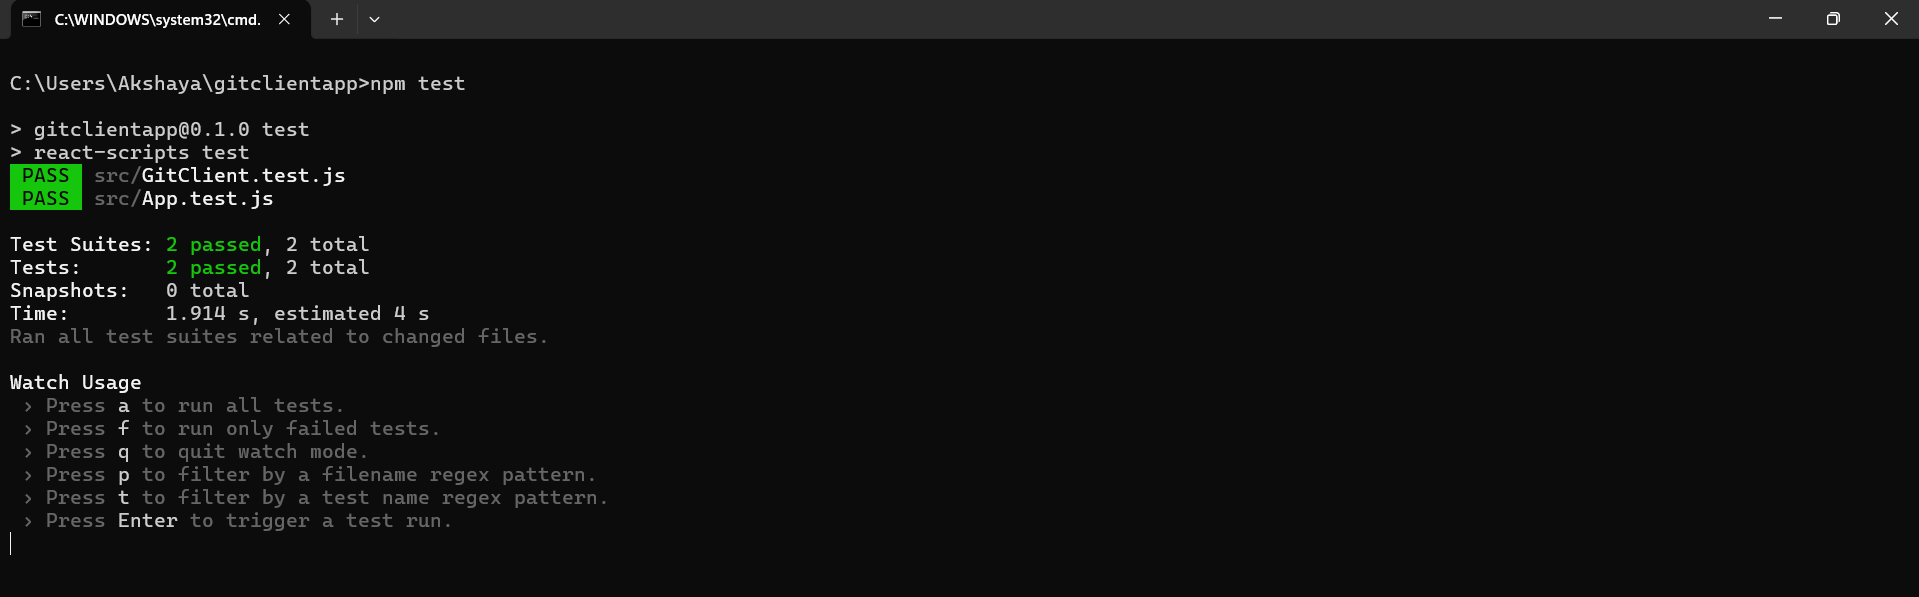 C:\WINDOWS\system32\cmd.
C:\Users\Akshaya\gitclientapp>npm test
> gitclientapp@0.1.0 test
> react-scripts test
PASS src/GitClient.test.js
PASS src/App.test.js
Test Suites: 2 passed, 2 total
Tests: 2 passed, 2 total
Snapshots: 0 total
Time: 1.914 s, estimated 4 s
Ran all test suites related to changed files.
Watch Usage
› Press a to run all tests.
› Press f to run only failed tests.
› Press q to quit watch mode.
› Press p to filter by a filename regex pattern.
› Press t to filter by a test name regex pattern.
› Press Enter to trigger a test run.